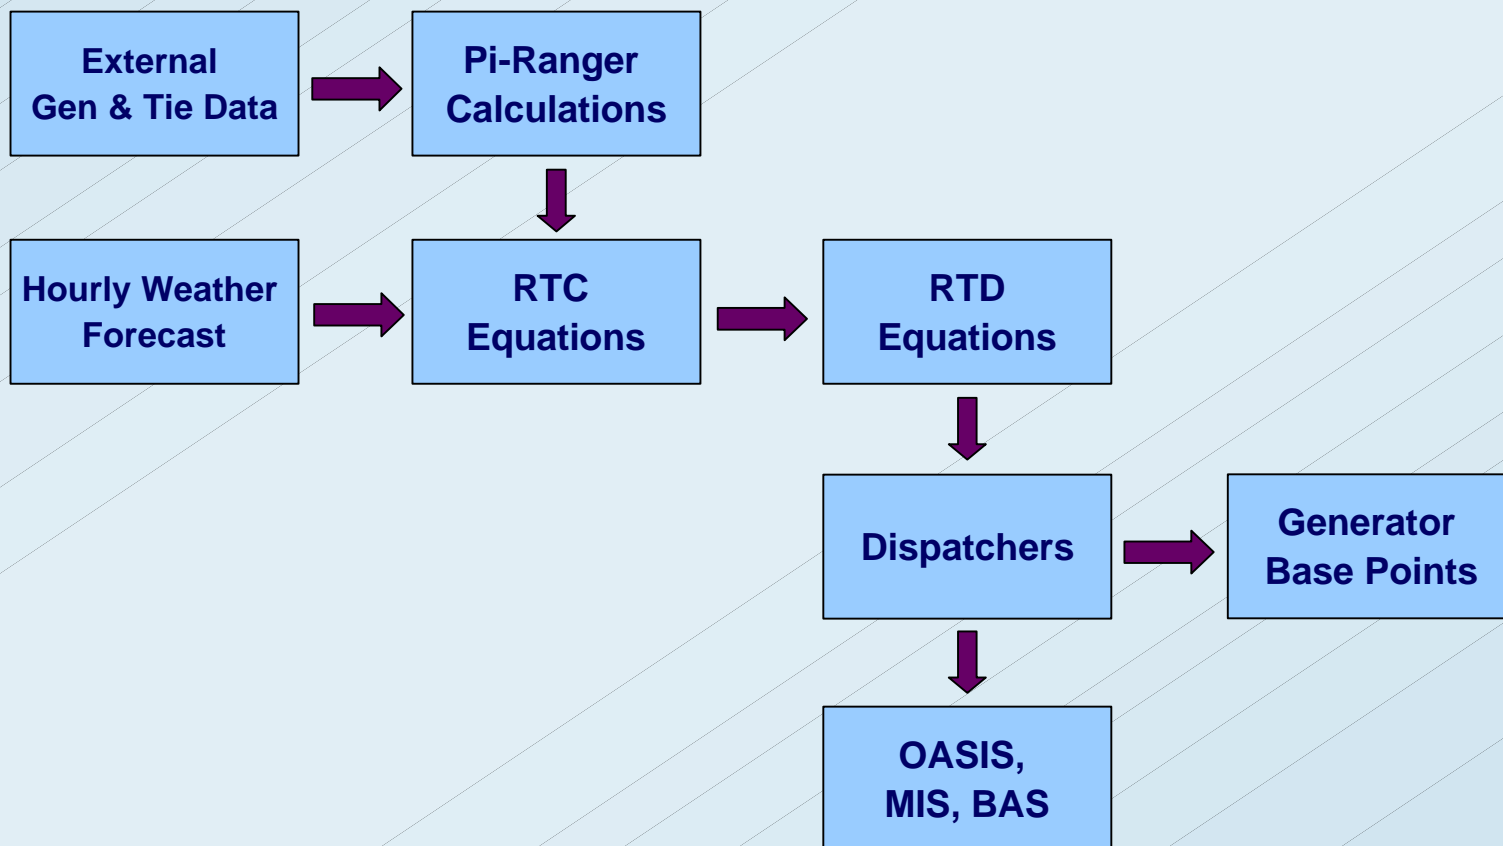 External
Gen & Tie Data
Pi-Ranger
Calculations
Hourly Weather
Forecast
RTC
Equations
RTD
Equations
Dispatchers
Generator
Base Points
OASIS,
MIS, BAS